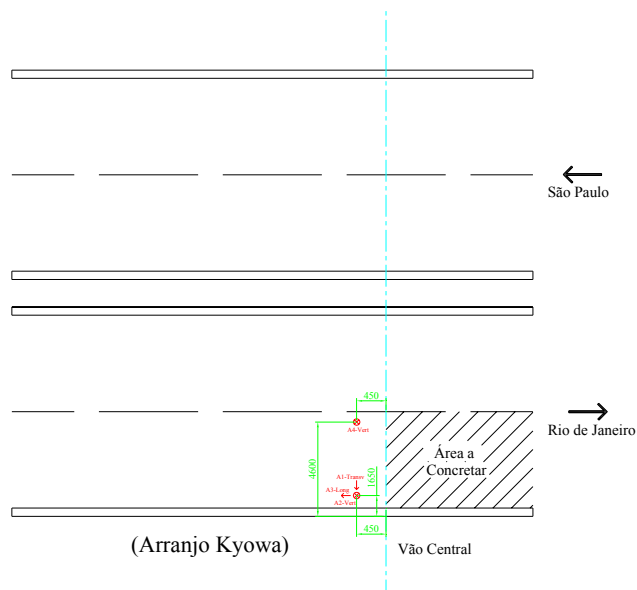 São Paulo
450
Rio de Janeiro
A4-Vert
Área a
Concretar
4600
A1-Transv
1650
A3-Long
A2-Vert
(Arranjo Kyowa)
450
Vão Central